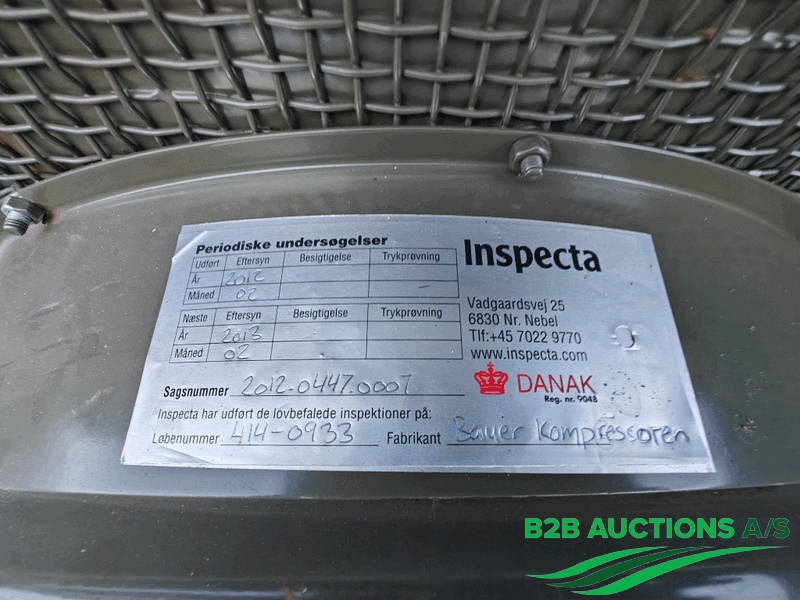 Periodiske undersøgelser
Udført Eftersyn Besigtigelse Trykprøvning
År 2012
Måned 02 -
Næste Eftersyn Besigtigelse Trykprøvning
År 2013
Måned 02
Sagsnummer 2012.0447.0007
Inspecta har udført de lovbefalede inspektioner på:
Løbenummer 414-0933 Fabrikant Bauer Kompressoren
Inspecta
Vadgaardsvej 25
6830 Nr. Nebel
Tlf:+45 7022 9770
www.inspecta.com
DANAK
Reg. nr. 9048
B2B AUCTIONS A/S